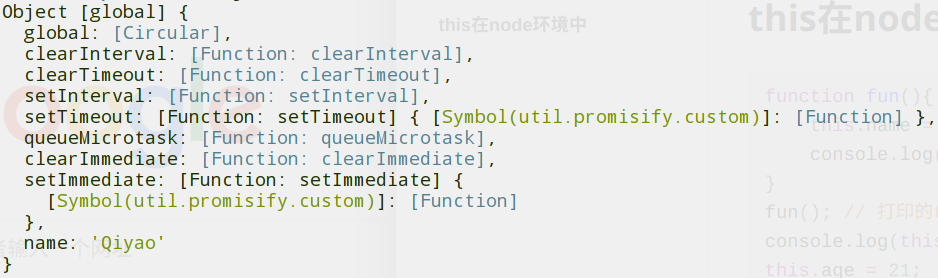 Object [global] {
global: [Circular],
clearInterval: [Function: clearInterval],
clearTimeout: [Function: clearTimeout],
setInterval: [Function: setInterval],
setTimeout: [Function: setTimeout] { [Symbol(util.promisify.custom)]: [Function] },
queueMicrotask: [Function: queueMicrotask],
clearImmediate: [Function: clearImmediate],
setImmediate: [Function: setImmediate] {
[Symbol(util.promisify.custom)]: [Function]
},
name: 'Qiyao'
}
this在node环境中
this在node
function fun(){
this.name =
console.log(
}
fun(); // 打印的
console.log(this
this.age = 21;